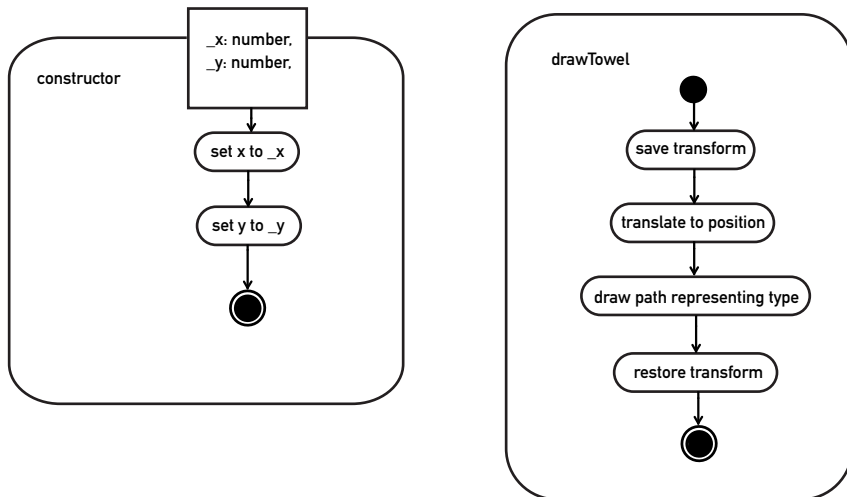 constructor
_x: number,
_y: number,
set x to _x
set y to _y
drawTowel
save transform
translate to position
draw path representing type
restore transform